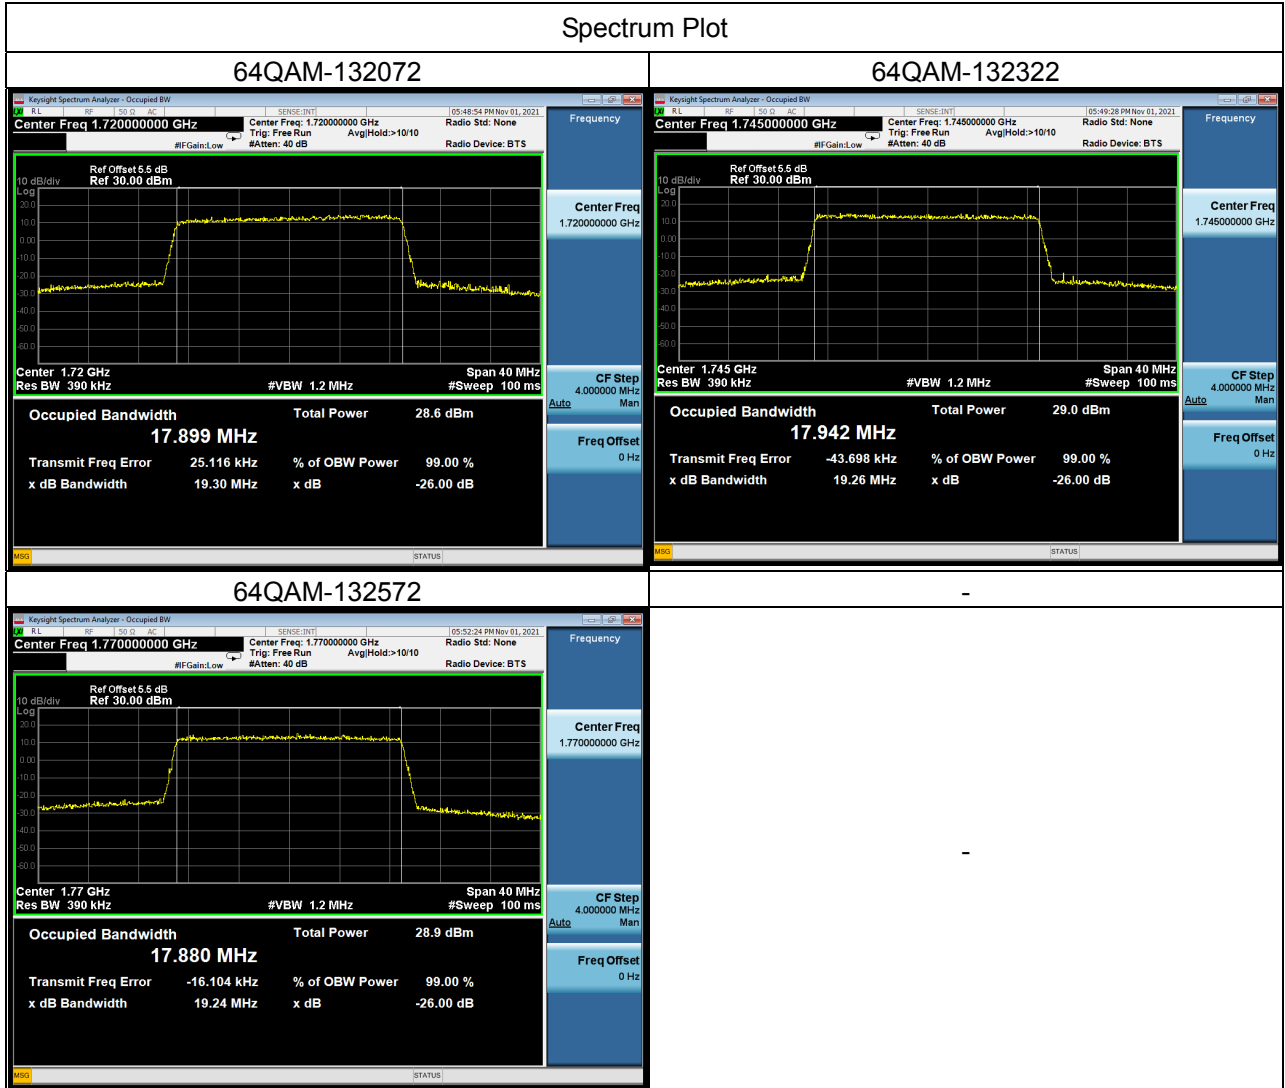 Spectrum Plot
64QAM-132072
64QAM-132322
Keysight Spectrum Analyzer - Occupied BW
RL RF 50 Ω AC SENSE:INT 05:48:54 PM Nov 01, 2021
Center Freq 1.720000000 GHz
Center Freq: 1.720000000 GHz
Radio Std: None
Trig: Free Run Avg|Hold:>10/10
#IFGain:Low #Atten: 40 dB Radio Device: BTS
Ref Offset 5.5 dB
10 dB/div Ref 30.00 dBm
Log
20.0
10.0
0.00
-10.0
-20.0
-30.0
-40.0
-50.0
-60.0
Center 1.72 GHz Span 40 MHz
Res BW 390 kHz #VBW 1.2 MHz #Sweep 100 ms
Occupied Bandwidth Total Power 28.6 dBm
17.899 MHz
Transmit Freq Error 25.116 kHz % of OBW Power 99.00 %
x dB Bandwidth 19.30 MHz x dB -26.00 dB
MSG STATUS
Frequency
Center Freq
1.720000000 GHz
CF Step
4.000000 MHz
Auto Man
Freq Offset
0 Hz
Keysight Spectrum Analyzer - Occupied BW
RL RF 50 Ω AC SENSE:INT 05:49:28 PM Nov 01, 2021
Center Freq 1.745000000 GHz
Center Freq: 1.745000000 GHz
Radio Std: None
Trig: Free Run Avg|Hold:>10/10
#IFGain:Low #Atten: 40 dB Radio Device: BTS
Ref Offset 5.5 dB
10 dB/div Ref 30.00 dBm
Log
20.0
10.0
0.00
-10.0
-20.0
-30.0
-40.0
-50.0
-60.0
Center 1.745 GHz Span 40 MHz
Res BW 390 kHz #VBW 1.2 MHz #Sweep 100 ms
Occupied Bandwidth Total Power 29.0 dBm
17.942 MHz
Transmit Freq Error -43.698 kHz % of OBW Power 99.00 %
x dB Bandwidth 19.26 MHz x dB -26.00 dB
MSG STATUS
Frequency
Center Freq
1.745000000 GHz
CF Step
4.000000 MHz
Auto Man
Freq Offset
0 Hz
64QAM-132572
-
Keysight Spectrum Analyzer - Occupied BW
RL RF 50 Ω AC SENSE:INT 05:52:24 PM Nov 01, 2021
Center Freq 1.770000000 GHz
Center Freq: 1.770000000 GHz
Radio Std: None
Trig: Free Run Avg|Hold:>10/10
#IFGain:Low #Atten: 40 dB Radio Device: BTS
Ref Offset 5.5 dB
10 dB/div Ref 30.00 dBm
Log
20.0
10.0
0.00
-10.0
-20.0
-30.0
-40.0
-50.0
-60.0
Center 1.77 GHz Span 40 MHz
Res BW 390 kHz #VBW 1.2 MHz #Sweep 100 ms
Occupied Bandwidth Total Power 28.9 dBm
17.880 MHz
Transmit Freq Error -16.104 kHz % of OBW Power 99.00 %
x dB Bandwidth 19.24 MHz x dB -26.00 dB
MSG STATUS
Frequency
Center Freq
1.770000000 GHz
CF Step
4.000000 MHz
Auto Man
Freq Offset
0 Hz
-